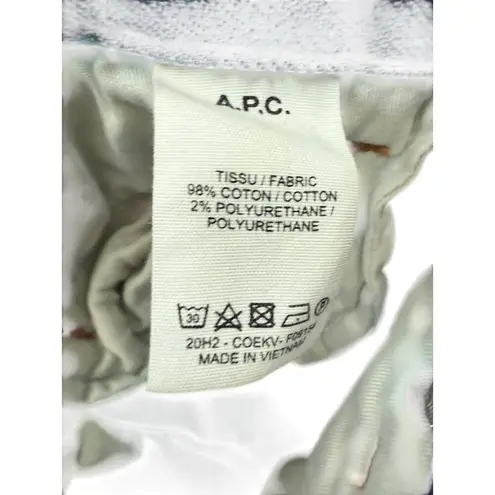 A.P.C.
TISSU / FABRIC
98% COTON / COTTON
2% POLYURETHANE /
POLYURETHANE
30 P
20H2 - COEKV-
MADE IN VIETNAM